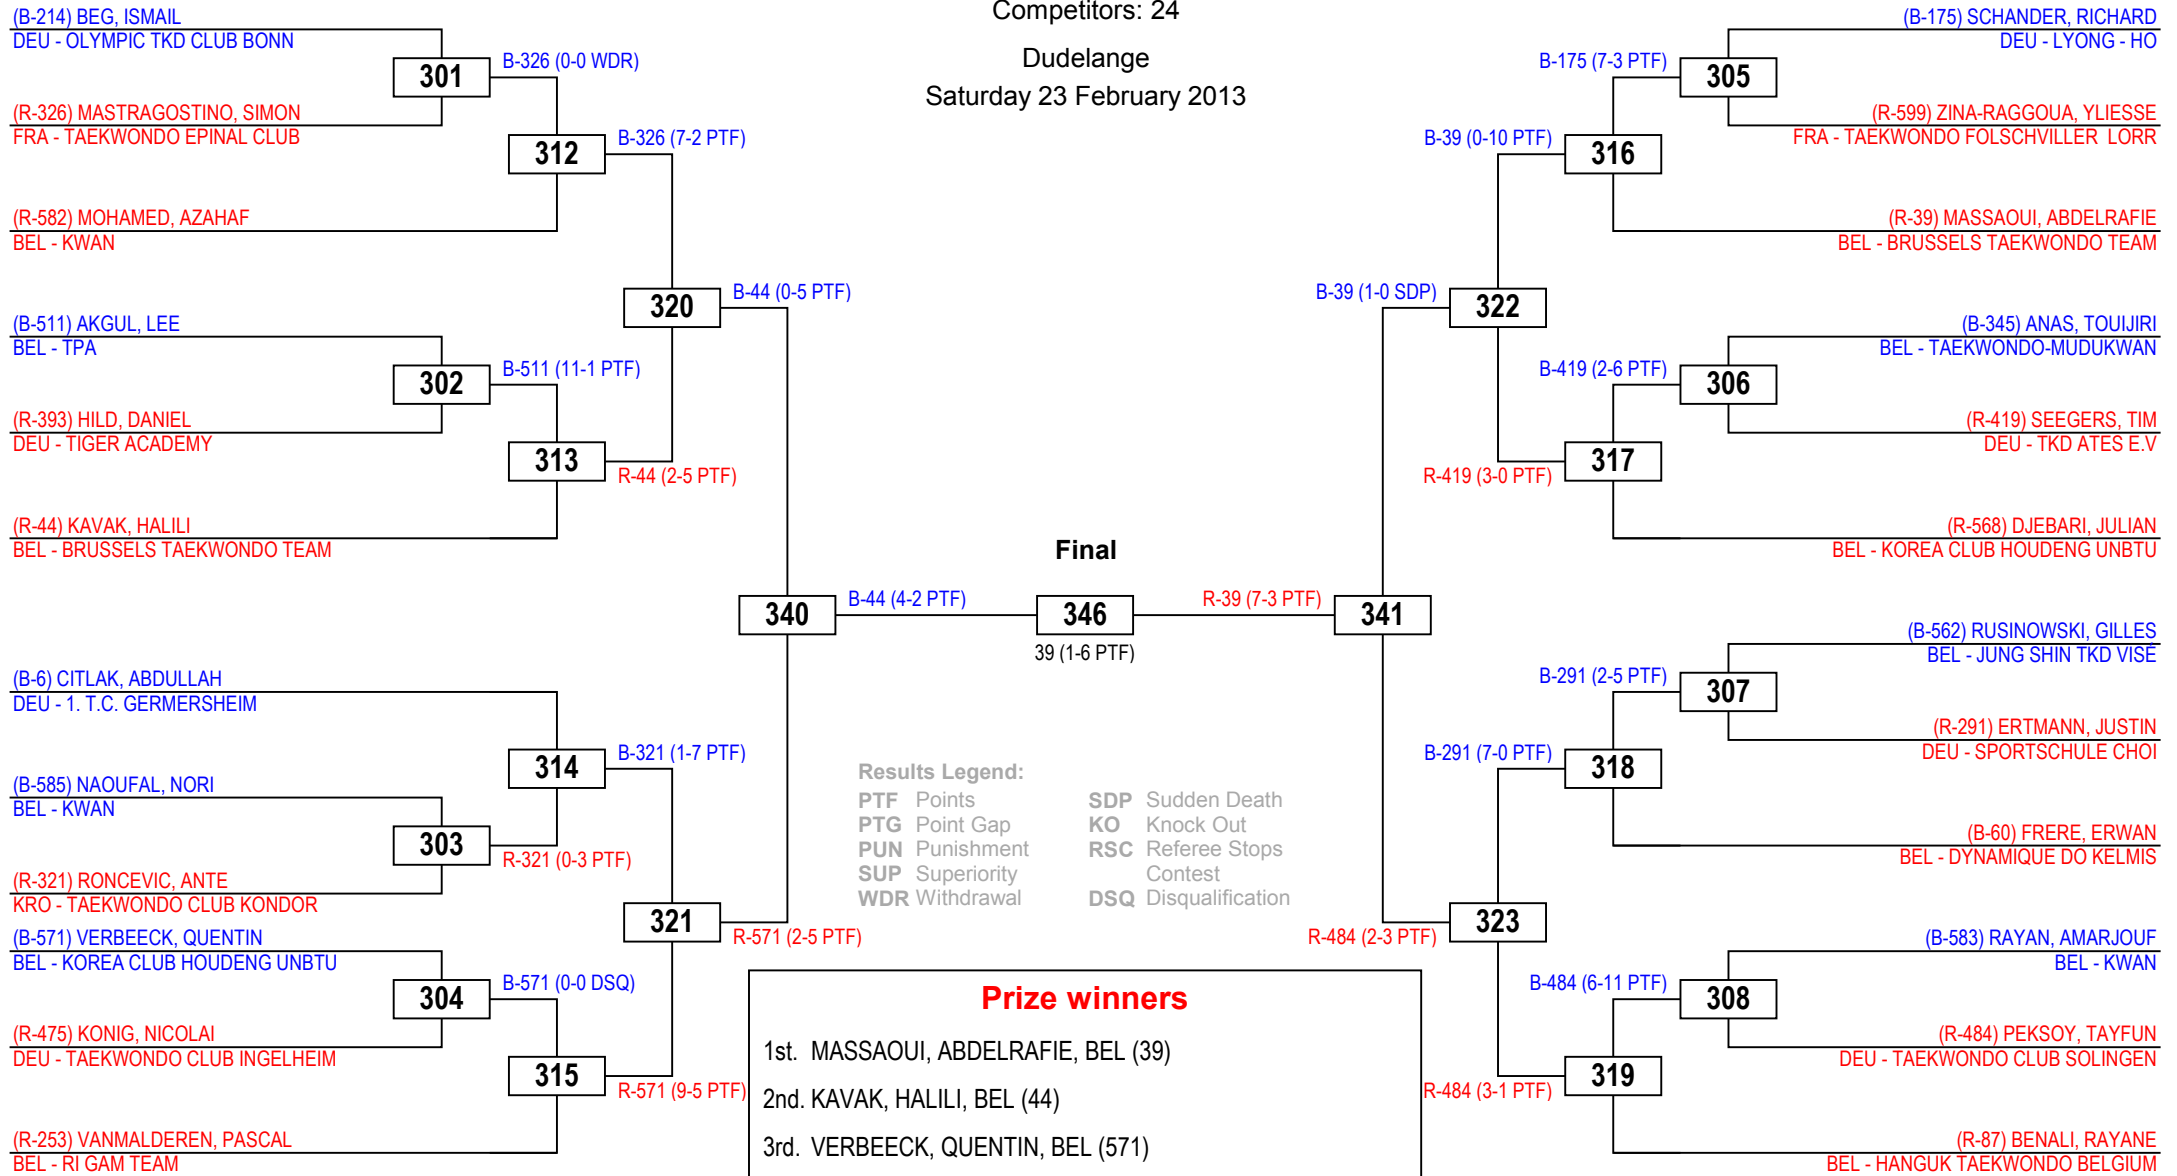 Competitors: 24
Dudelange
Saturday 23 February 2013
(B-214) BEG, ISMAIL
DEU - OLYMPIC TKD CLUB BONN
301
B-326 (0-0 WDR)
(R-326) MASTRAGOSTINO, SIMON
FRA - TAEKWONDO EPINAL CLUB
312
B-326 (7-2 PTF)
(R-582) MOHAMED, AZAHAF
BEL - KWAN
320
B-44 (0-5 PTF)
(B-511) AKGUL, LEE
BEL - TPA
302
B-511 (11-1 PTF)
(R-393) HILD, DANIEL
DEU - TIGER ACADEMY
313
R-44 (2-5 PTF)
(R-44) KAVAK, HALILI
BEL - BRUSSELS TAEKWONDO TEAM
340
B-44 (4-2 PTF)
(B-6) CITLAK, ABDULLAH
DEU - 1. T.C. GERMERSHEIM
314
B-321 (1-7 PTF)
(B-585) NAOUFAL, NORI
BEL - KWAN
303
R-321 (0-3 PTF)
(R-321) RONCEVIC, ANTE
KRO - TAEKWONDO CLUB KONDOR
321
R-571 (2-5 PTF)
(B-571) VERBEECK, QUENTIN
BEL - KOREA CLUB HOUDENG UNBTU
304
B-571 (0-0 DSQ)
(R-475) KONIG, NICOLAI
DEU - TAEKWONDO CLUB INGELHEIM
315
R-571 (9-5 PTF)
(R-253) VANMALDEREN, PASCAL
BEL - RI GAM TEAM
Final
346
39 (1-6 PTF)
(B-175) SCHANDER, RICHARD
DEU - LYONG - HO
B-175 (7-3 PTF)
305
(R-599) ZINA-RAGGOUA, YLIESSE
FRA - TAEKWONDO FOLSCHVILLER LORR
B-39 (0-10 PTF)
316
(R-39) MASSAOUI, ABDELRAFIE
BEL - BRUSSELS TAEKWONDO TEAM
B-39 (1-0 SDP)
322
(B-345) ANAS, TOUIJIRI
BEL - TAEKWONDO-MUDUKWAN
B-419 (2-6 PTF)
306
(R-419) SEEGERS, TIM
DEU - TKD ATES E.V
R-419 (3-0 PTF)
317
(R-568) DJEBARI, JULIAN
BEL - KOREA CLUB HOUDENG UNBTU
R-39 (7-3 PTF)
341
(B-562) RUSINOWSKI, GILLES
BEL - JUNG SHIN TKD VISÉ
B-291 (2-5 PTF)
307
(R-291) ERTMANN, JUSTIN
DEU - SPORTSCHULE CHOI
B-291 (7-0 PTF)
318
(B-60) FRERE, ERWAN
BEL - DYNAMIQUE DO KELMIS
R-484 (2-3 PTF)
323
(B-583) RAYAN, AMARJOUF
BEL - KWAN
B-484 (6-11 PTF)
308
(R-484) PEKSOY, TAYFUN
DEU - TAEKWONDO CLUB SOLINGEN
R-484 (3-1 PTF)
319
(R-87) BENALI, RAYANE
BEL - HANGUK TAEKWONDO BELGIUM
Results Legend:
PTF Points
PTG Point Gap
PUN Punishment
SUP Superiority
WDR Withdrawal
SDP Sudden Death
KO Knock Out
RSC Referee Stops
Contest
DSQ Disqualification
Prize winners
1st. MASSAOUI, ABDELRAFIE, BEL (39)
2nd. KAVAK, HALILI, BEL (44)
3rd. VERBEECK, QUENTIN, BEL (571)